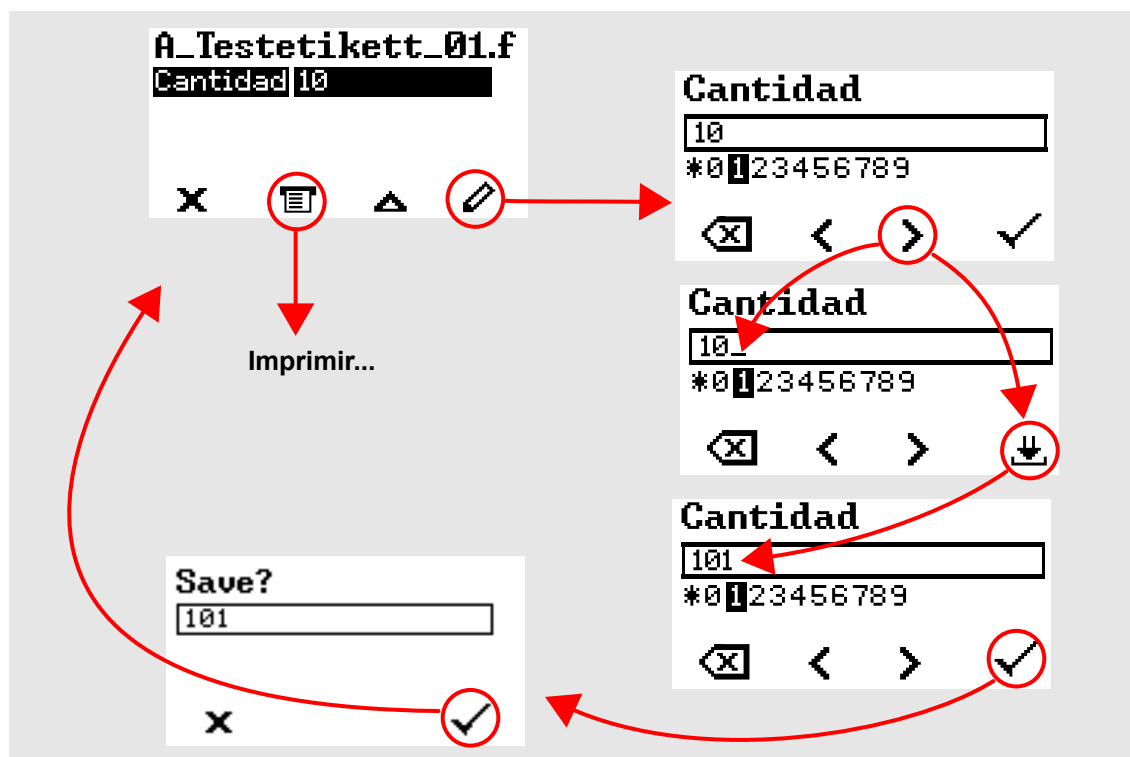 A_Testetikett_01.f
Cantidad 10
Imprimir...
Cantidad
10
*0123456789
Cantidad
10_
*0123456789
Cantidad
101
*0123456789
Save?
101